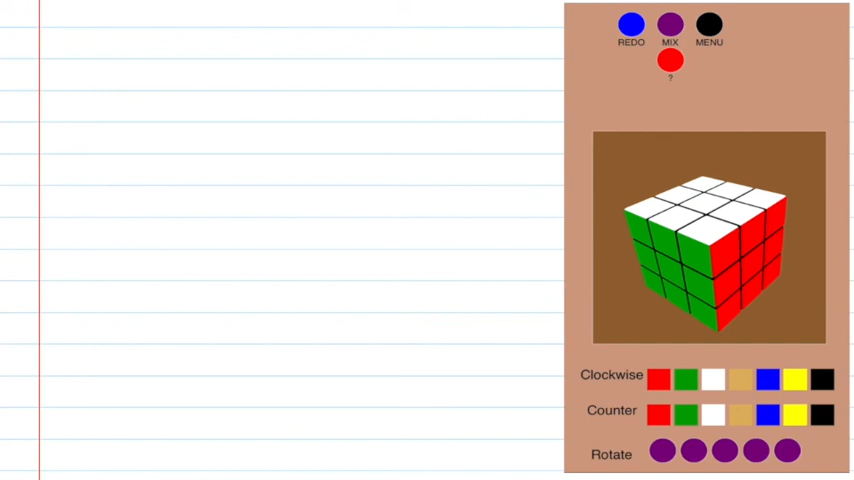 REDO MIX MENU
?
Clockwise
Counter
Rotate